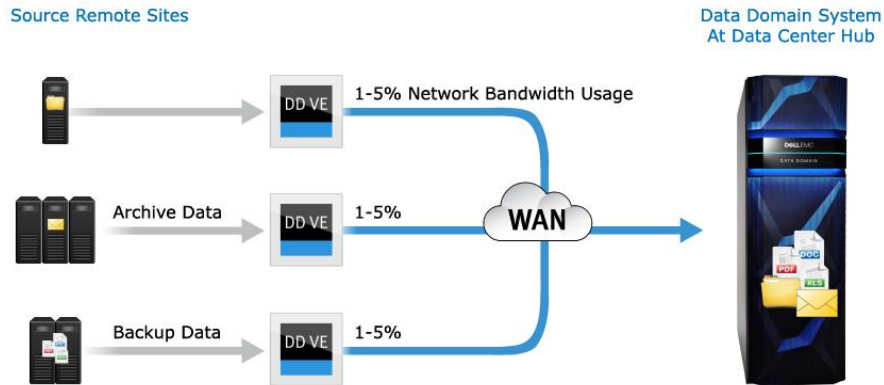 Source Remote Sites
Data Domain System
At Data Center Hub
DD VE
1-5% Network Bandwidth Usage
DELLEMC
DATA DOMAIN
Archive Data
DD VE
1-5%
WAN
DOC
PDF
XLS
Backup Data
DD VE
1-5%